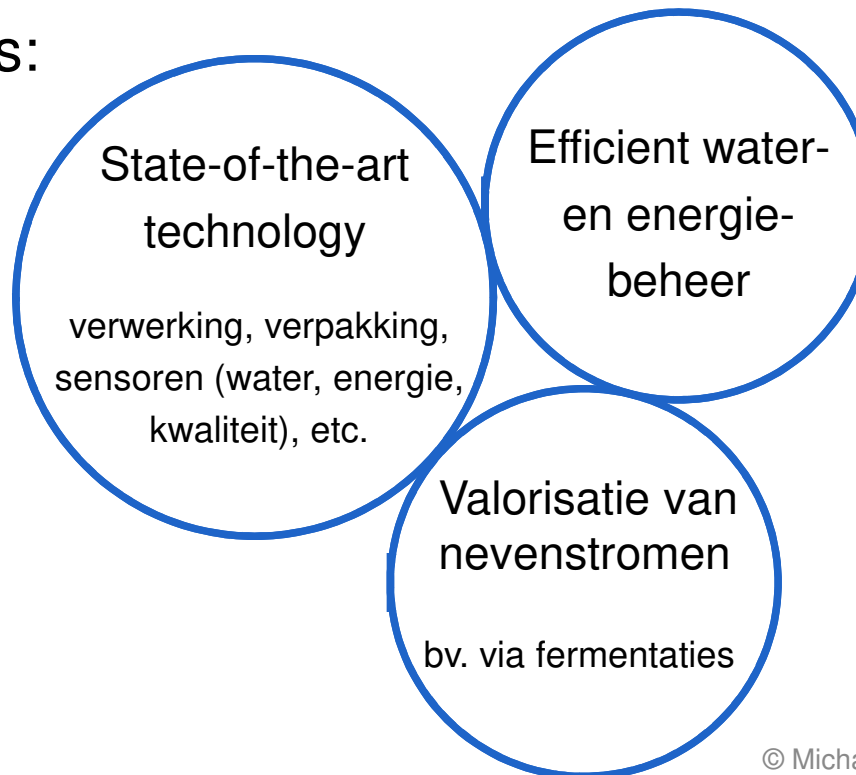 s:
State-of-the-art
technology
verwerking, verpakking,
sensoren (water, energie,
kwaliteit), etc.
Efficient water-
en energie-
beheer
Valorisatie van
nevenstromen
bv. via fermentaties
©